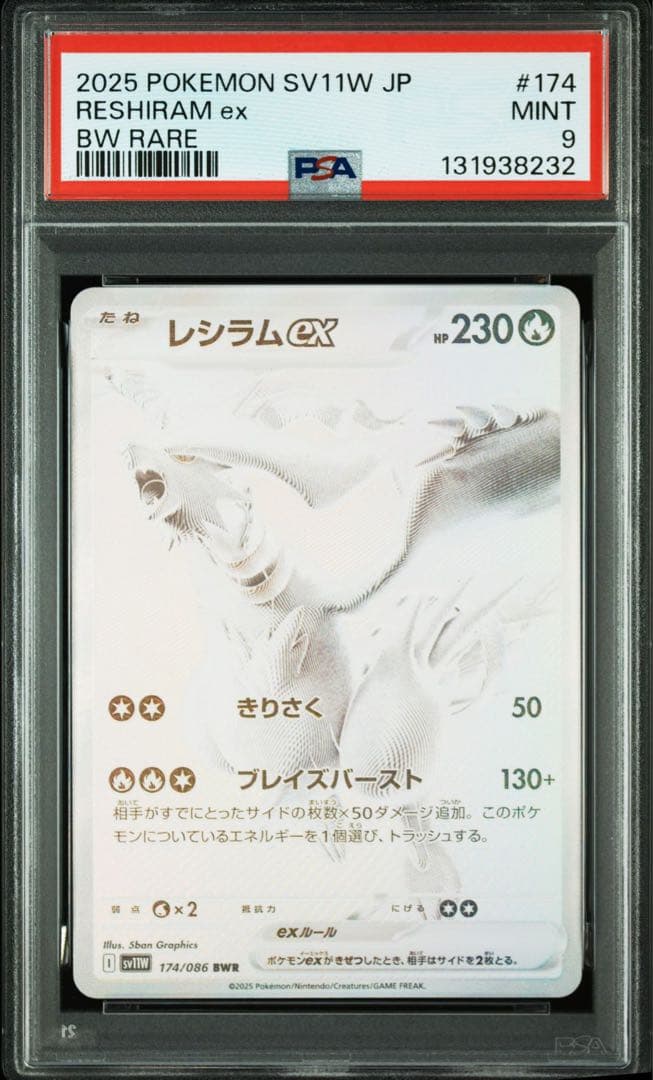 2025 POKEMON SV11W JP #174
RESHIRAM ex MINT
BW RARE 9
PSA 131938232
たね レシラムex HP 230
きりさく 50
ブレイズバースト 130+
相手がすでにとったサイドの枚数×50ダメージ追加。このポケ
モンについているエネルギーを1個選び、トラッシュする。
弱点 ×2 抵抗力 にげる
exルール
ポケモンexがきぜつしたとき、相手はサイドを2枚とる。
Illus. 5ban Graphics
I sv11W 174/086 BWR
©2025 Pokémon/Nintendo/Creatures/GAME FREAK.
PSA